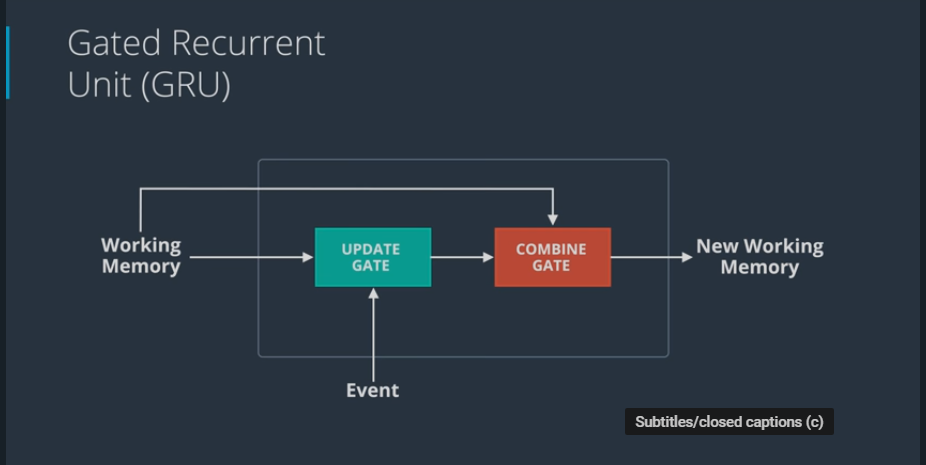 Gated Recurrent
Unit (GRU)
Working
Memory
UPDATE
GATE
COMBINE
GATE
New Working
Memory
Event
Subtitles/closed captions (c)